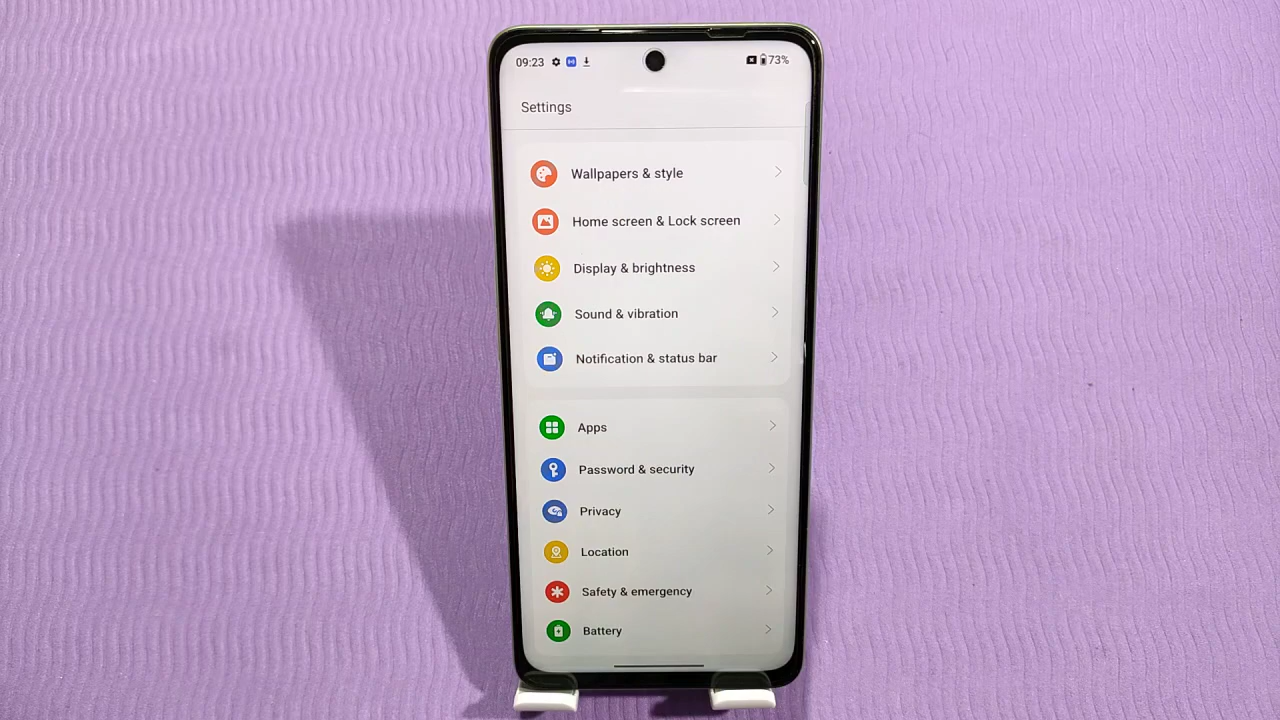 09:23 73%
Settings
Wallpapers & style
Home screen & Lock screen
Display & brightness
Sound & vibration
Notification & status bar
Apps
Password & security
Privacy
Location
Safety & emergency
Battery